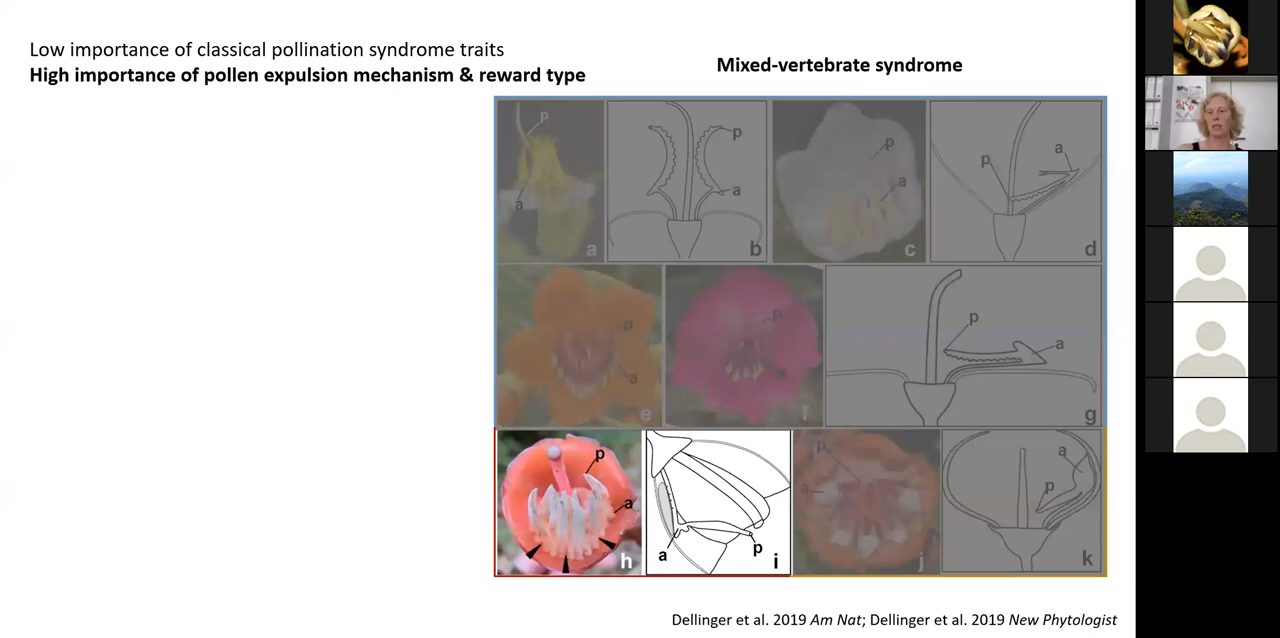 Low importance of classical pollination syndrome traits
High importance of pollen expulsion mechanism & reward type
Mixed-vertebrate syndrome
p
a
a
p
a
b
p
a
c
p
a
d
p
a
e
p
f
p
a
g
p
a
h
a
p
i
p
a
j
a
p
k
Dellinger et al. 2019 Am Nat; Dellinger et al. 2019 New Phytologist